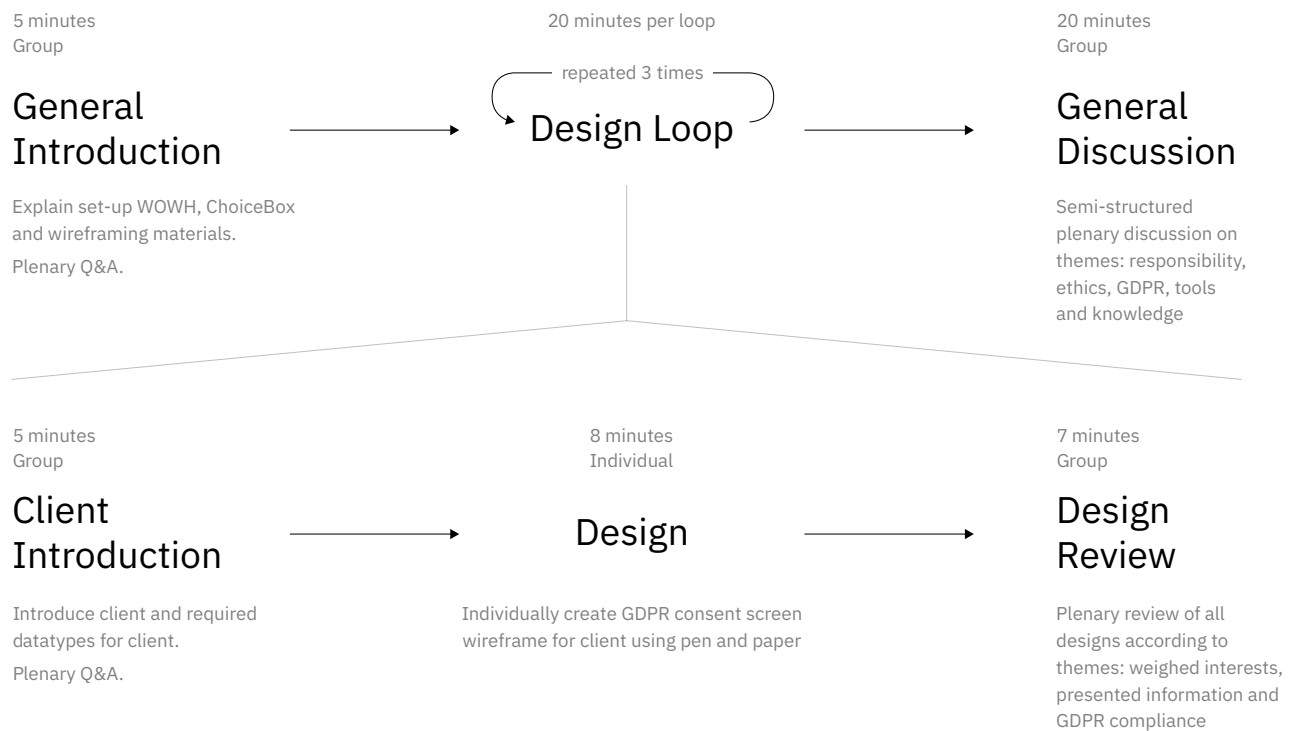 5 minutes
Group
General
Introduction
Explain set-up WOWH, ChoiceBox
and wireframing materials.
Plenary Q&A.
20 minutes per loop
repeated 3 times
Design Loop
20 minutes
Group
General
Discussion
Semi-structured
plenary discussion on
themes: responsibility,
ethics, GDPR, tools
and knowledge
5 minutes
Group
Client
Introduction
Introduce client and required
datatypes for client.
Plenary Q&A.
8 minutes
Individual
Design
Individually create GDPR consent screen
wireframe for client using pen and paper
7 minutes
Group
Design
Review
Plenary review of all
designs according to
themes: weighed interests,
presented information and
GDPR compliance